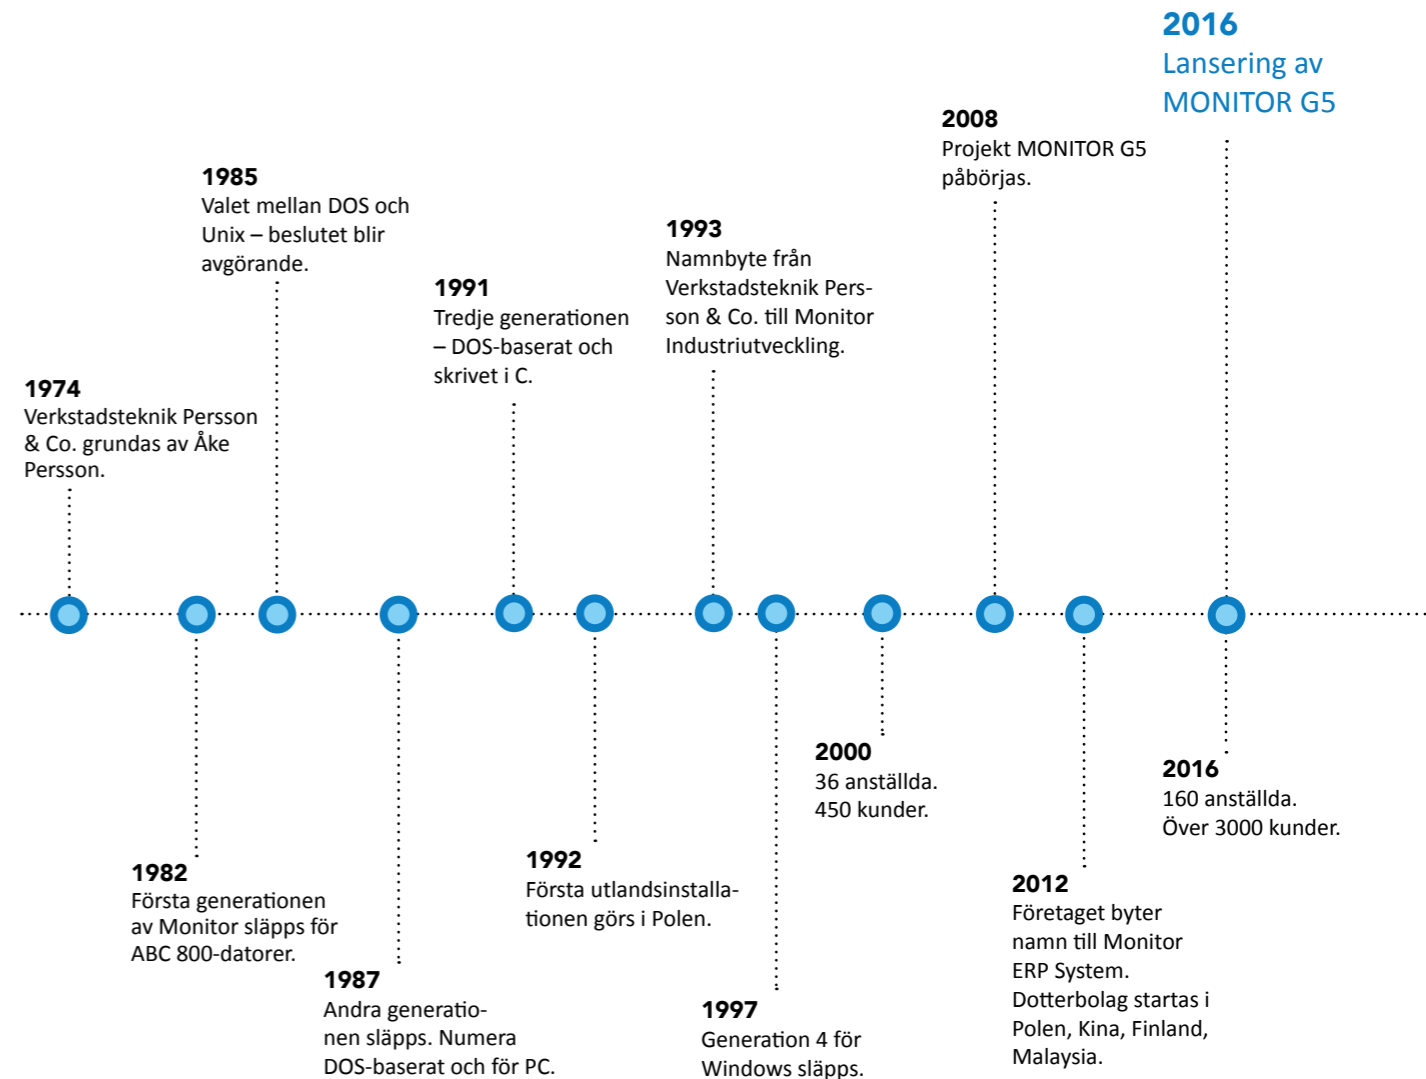 2016
Lansering av
MONITOR G5
2008
Projekt MONITOR G5
påbörjas.
1985
Valet mellan DOS och
Unix – beslutet blir
avgörande.
1993
Namnbyte från
Verkstadsteknik Pers-
son & Co. till Monitor
Industriutveckling.
1991
Tredje generationen
– DOS-baserat och
skrivet i C.
1974
Verkstadsteknik Persson
& Co. grundas av Åke
Persson.
2000
36 anställda.
450 kunder.
2016
160 anställda.
Över 3000 kunder.
1982
Första generationen
av Monitor släpps för
ABC 800-datorer.
1992
Första utlandsinstalla-
tionen görs i Polen.
2012
Företaget byter
namn till Monitor
ERP System.
Dotterbolag startas i
Polen, Kina, Finland,
Malaysia.
1987
Andra generatio-
nen släpps. Numera
DOS-baserat och för PC.
1997
Generation 4 för
Windows släpps.